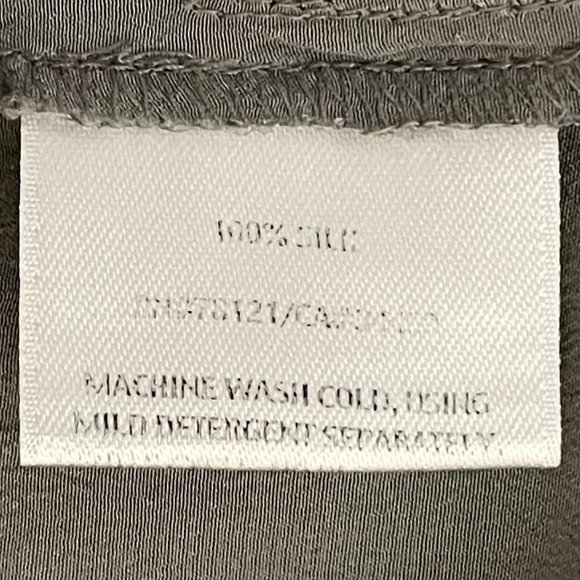 100% SILK
MACHINE WASH COLD, USING
MILD DETERGENT SEPARATELY